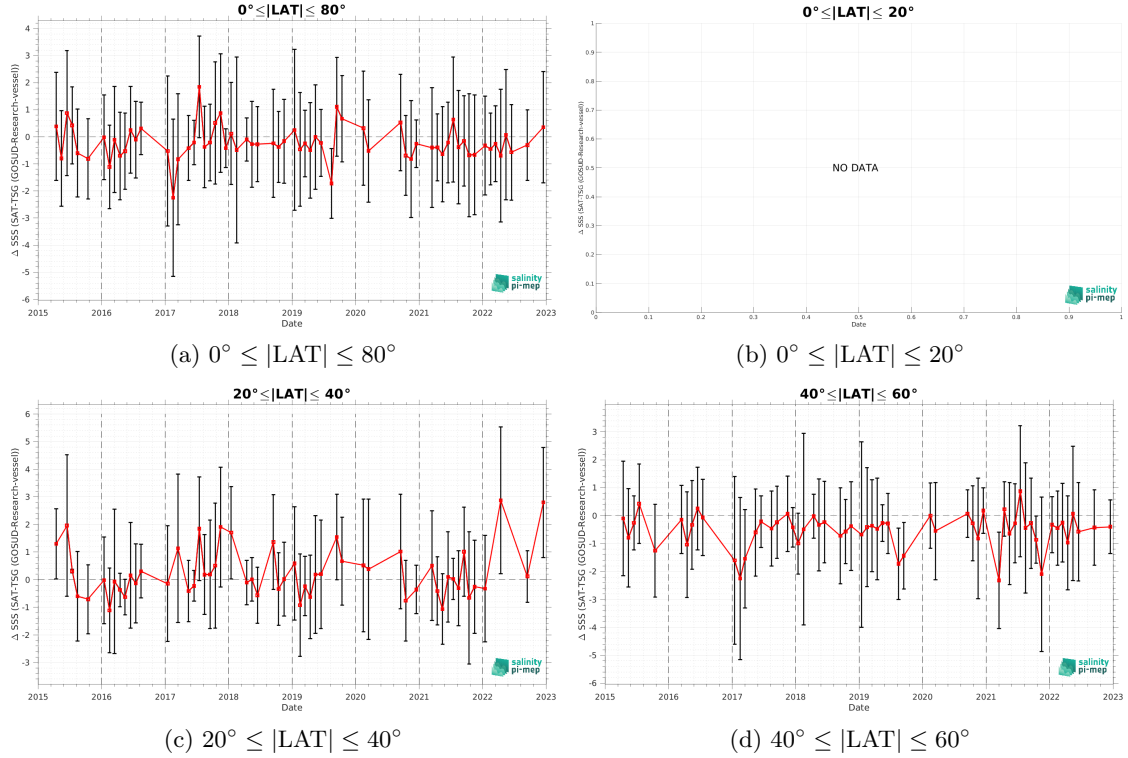 0°≤|LAT|≤ 80°
Δ SSS (SAT-TSG (GOSUD-Research-vessel))
4
3
2
1
0
-1
-2
-3
-4
-5
-6
2015 2016 2017 2018 2019 2020 2021 2022 2023
Date
salinity
pi-mep
(a) 0° ≤ |LAT| ≤ 80°
0°≤|LAT|≤ 20°
Δ SSS (SAT-TSG (GOSUD-Research-vessel))
1
0.9
0.8
0.7
0.6
0.5
0.4
0.3
0.2
0.1
0
NO DATA
0 0.1 0.2 0.3 0.4 0.5 0.6 0.7 0.8 0.9 1
Date
salinity
pi-mep
(b) 0° ≤ |LAT| ≤ 20°
20°≤|LAT|≤ 40°
Δ SSS (SAT-TSG (GOSUD-Research-vessel))
6
5
4
3
2
1
0
-1
-2
-3
2015 2016 2017 2018 2019 2020 2021 2022 2023
Date
salinity
pi-mep
(c) 20° ≤ |LAT| ≤ 40°
40°≤|LAT|≤ 60°
Δ SSS (SAT-TSG (GOSUD-Research-vessel))
3
2
1
0
-1
-2
-3
-4
-5
-6
2015 2016 2017 2018 2019 2020 2021 2022 2023
Date
salinity
pi-mep
(d) 40° ≤ |LAT| ≤ 60°